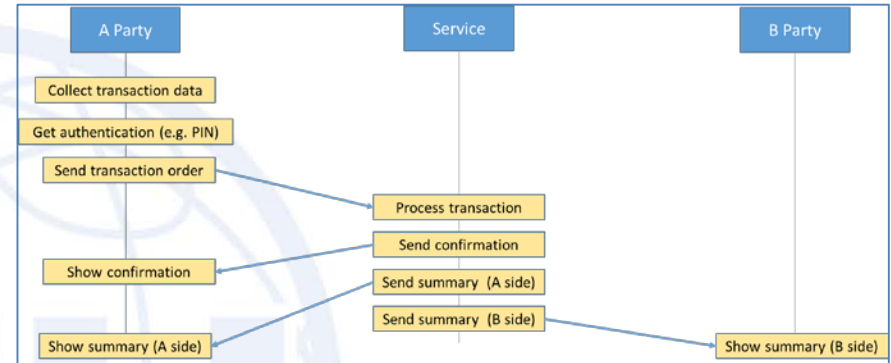 A Party
Service
B Party
Collect transaction data
Get authentication (e.g. PIN)
Send transaction order
Process transaction
Send confirmation
Show confirmation
Send summary (A side)
Send summary (B side)
Show summary (A side)
Show summary (B side)